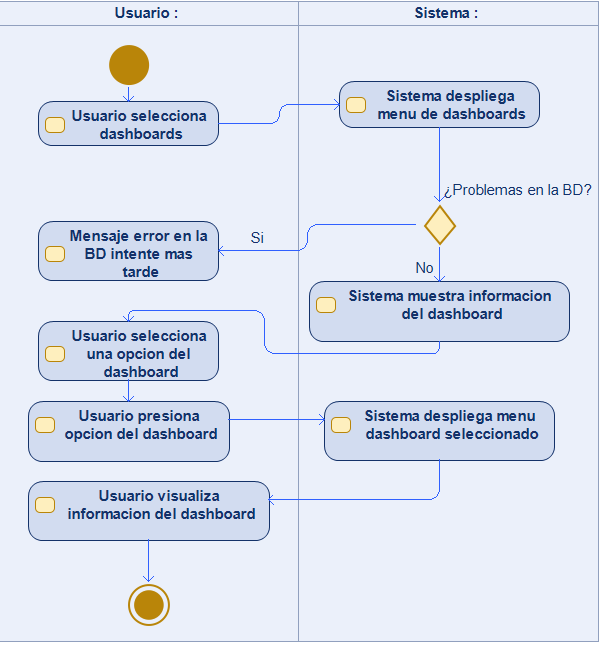 Usuario :
Sistema :
Usuario selecciona
dashboards
Sistema despliega
menu de dashboards
¿Problemas en la BD?
Si
Mensaje error en la
BD intente mas
tarde
No
Sistema muestra informacion
del dashboard
Usuario selecciona
una opcion del
dashboard
Usuario presiona
opcion del dashboard
Sistema despliega menu
dashboard seleccionado
Usuario visualiza
informacion del dashboard